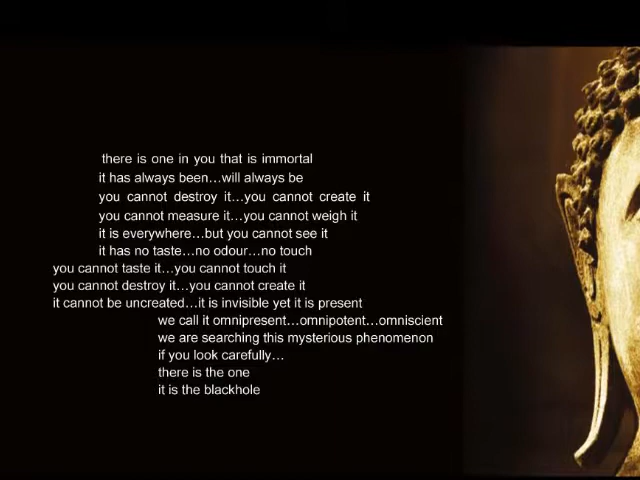 there is one in you that is immortal
it has always been…will always be
you cannot destroy it…you cannot create it
you cannot measure it…you cannot weigh it
it is everywhere…but you cannot see it
it has no taste…no odour…no touch
you cannot taste it…you cannot touch it
you cannot destroy it…you cannot create it
it cannot be uncreated…it is invisible yet it is present
we call it omnipresent…omnipotent…omniscient
we are searching this mysterious phenomenon
if you look carefully…
there is the one
it is the blackhole